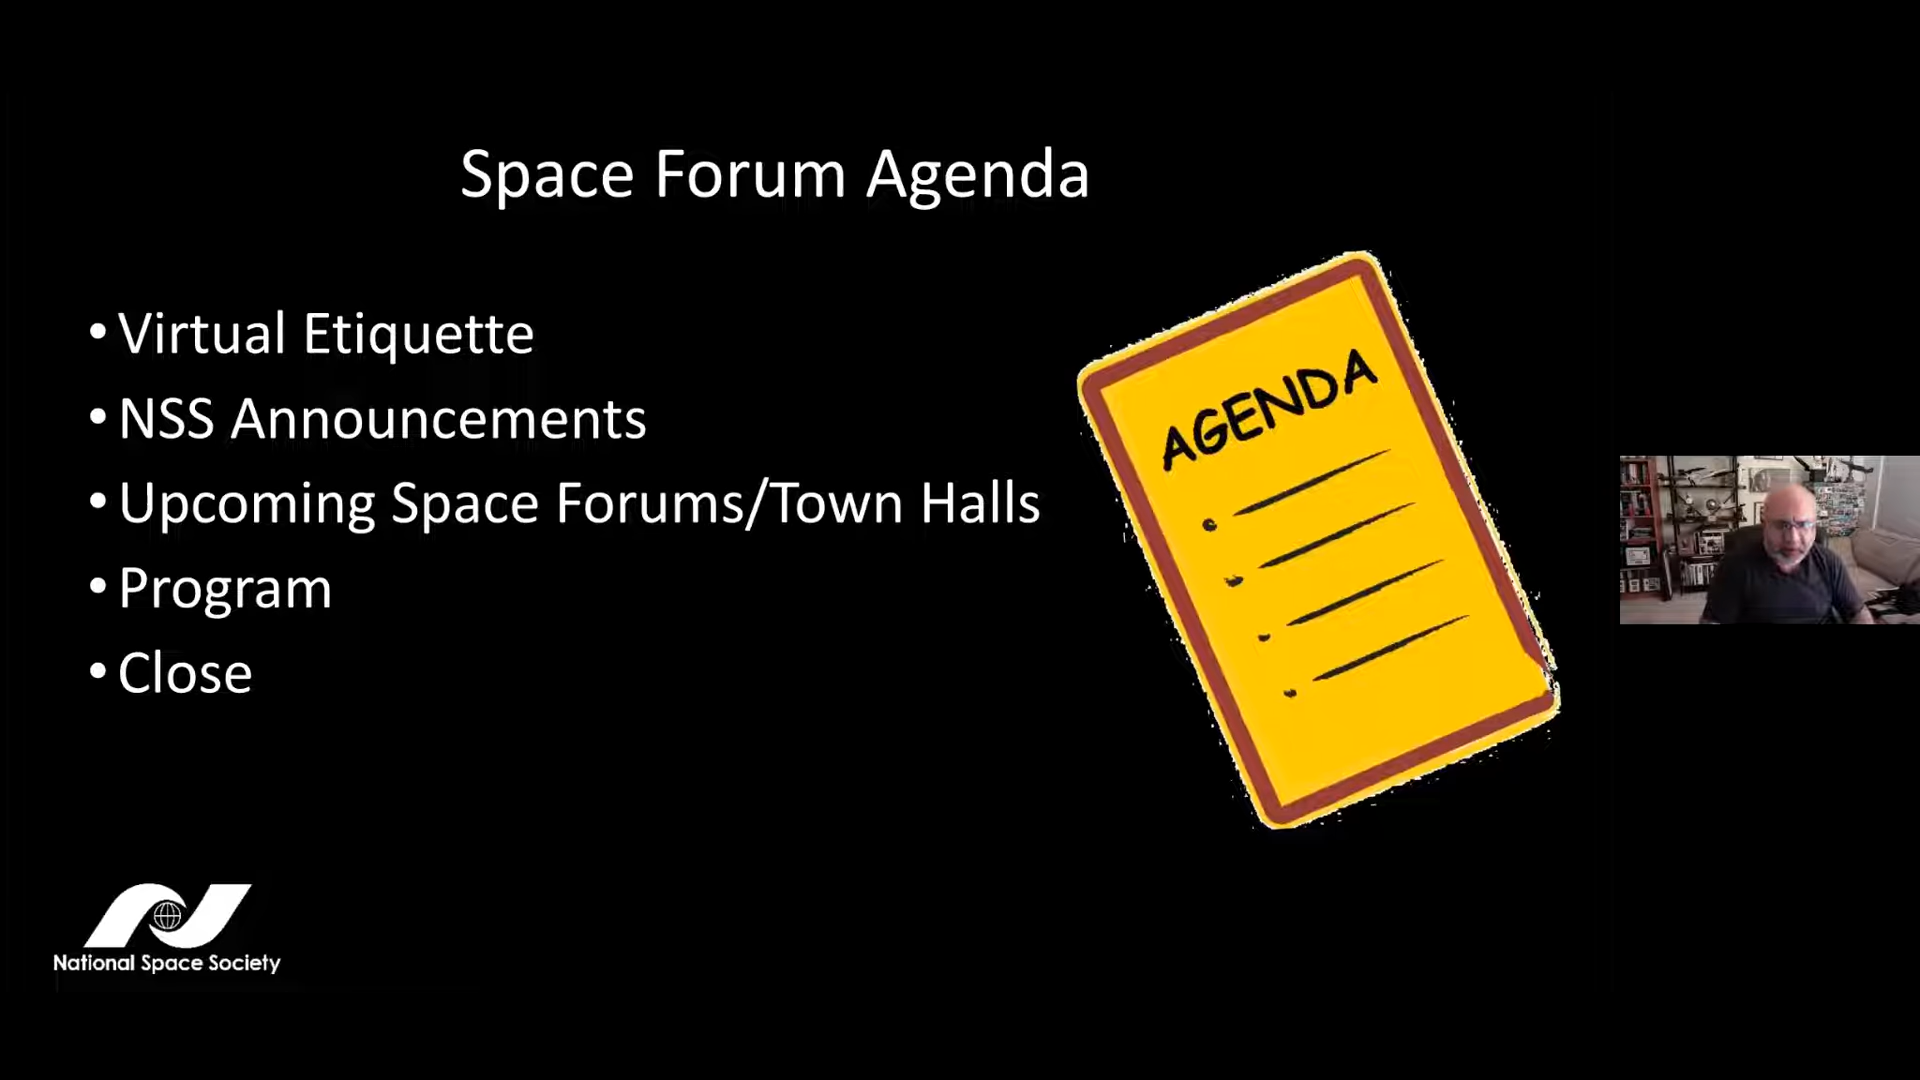 Space Forum Agenda
• Virtual Etiquette
• NSS Announcements
• Upcoming Space Forums/Town Halls
• Program
• Close
AGENDA
National Space Society